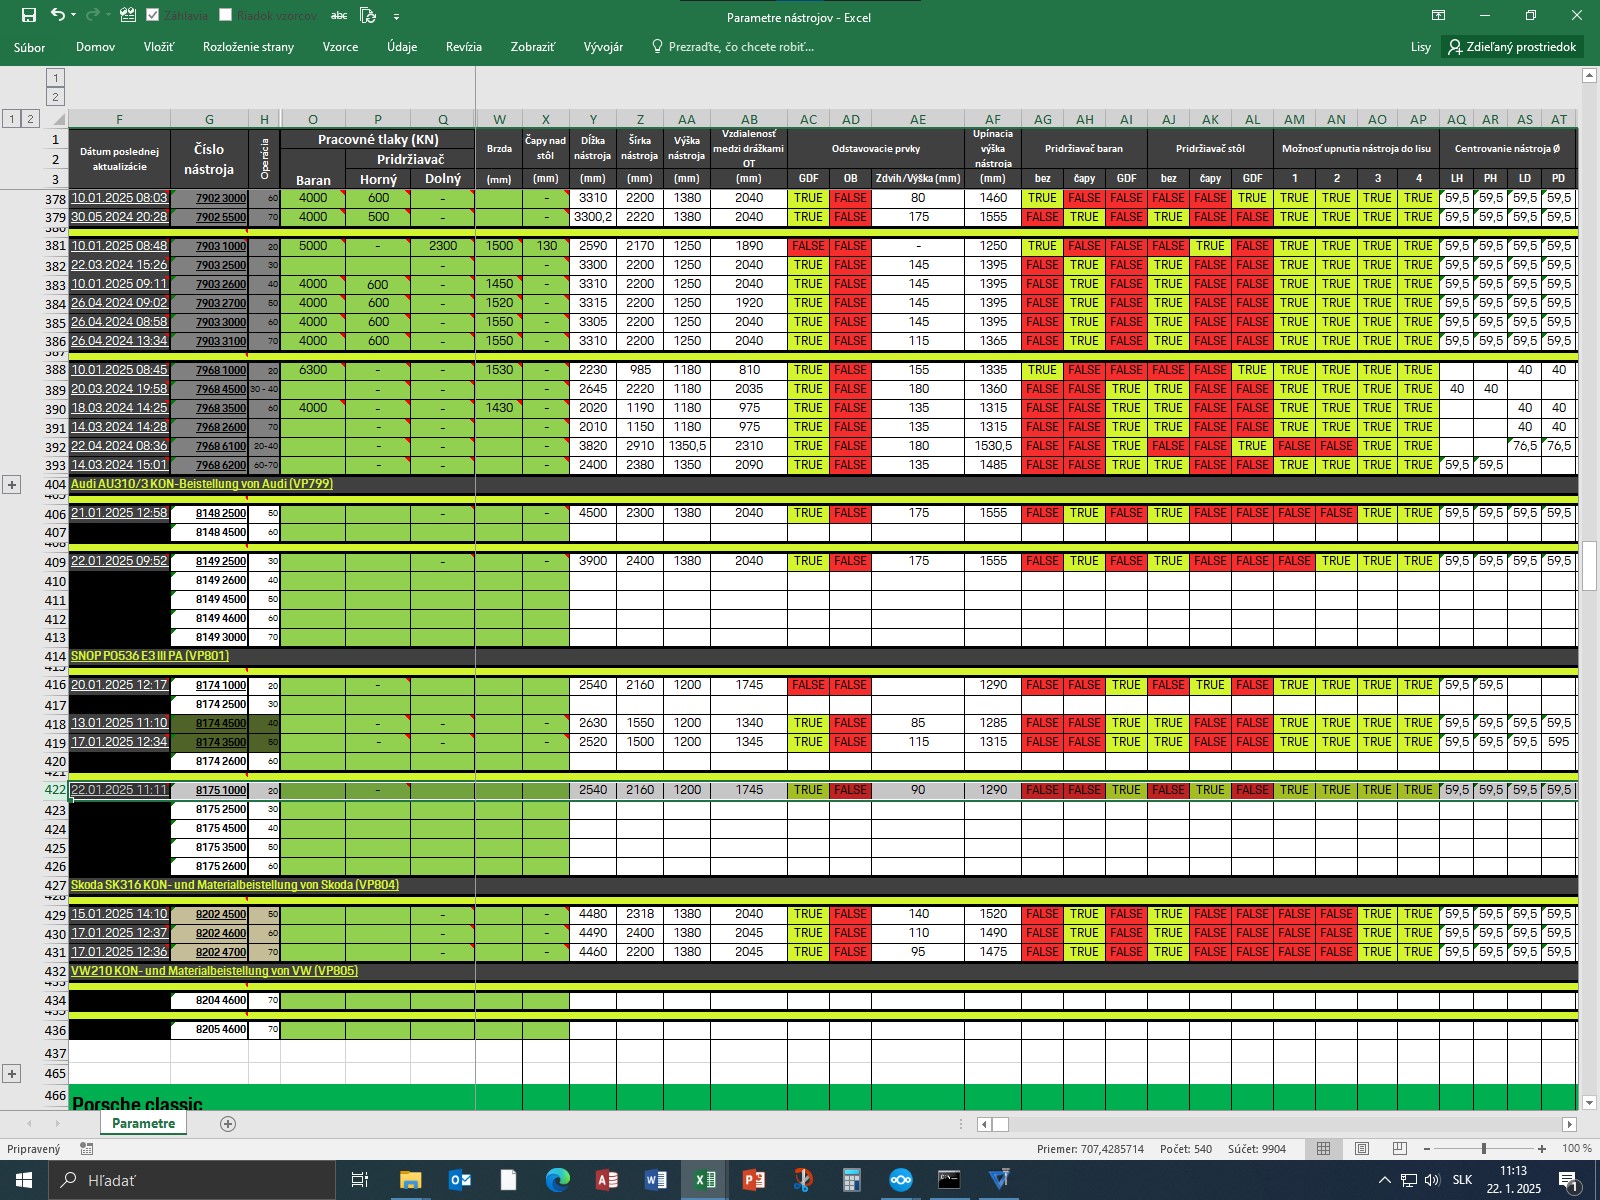 Záhlavia Riadok vzorcov abc
Parametre nástrojov - Excel
Súbor Domov Vložiť Rozloženie strany Vzorce Údaje Revízia Zobraziť Vývojár Prezraďte, čo chcete robiť... Lisy Zdieľaný prostriedok
1
2
1 2 F G H O P Q W X Y Z AA AB AC AD AE AF AG AH AI AJ AK AL AM AN AO AP AQ AR AS AT
1 2 3
Dátum poslednej aktualizácie
Číslo nástroja
Operácia
Pracovné tlaky (KN)
Pridržiavač
Baran Horný Dolný
Brzda (mm)
Čapy nad stôl (mm)
Dĺžka nástroja (mm)
Šírka nástroja (mm)
Výška nástroja (mm)
Vzdialenosť medzi drážkami OT (mm)
Odstavovacie prvky
GDF OB Zdvih/Výška (mm)
Upínacia výška nástroja (mm)
Pridržiavač baran
bez čapy GDF
Pridržiavač stôl
bez čapy GDF
Možnosť upnutia nástroja do lisu
1 2 3 4
Centrovanie nástroja Ø
LH PH LD PD
378 10.01.2025 08:03 7902 3000 60 4000 600 - - 3310 2200 1380 2040 TRUE FALSE 80 1460 TRUE FALSE FALSE FALSE FALSE TRUE TRUE TRUE TRUE TRUE 59,5 59,5 59,5 59,5
379 30.05.2024 20:28 7902 5500 70 4000 500 - - 3300,2 2220 1380 2040 TRUE FALSE 175 1555 FALSE TRUE FALSE TRUE FALSE FALSE TRUE TRUE TRUE TRUE 59,5 59,5 59,5 59,5
381 10.01.2025 08:48 7903 1000 20 5000 - 2300 1500 130 2590 2170 1250 1890 FALSE FALSE - 1250 TRUE FALSE FALSE FALSE TRUE FALSE TRUE TRUE TRUE TRUE 59,5 59,5 59,5 59,5
382 22.03.2024 15:26 7903 2500 30 - - 3300 2200 1250 2040 TRUE FALSE 145 1395 FALSE TRUE FALSE TRUE FALSE FALSE TRUE TRUE TRUE TRUE 59,5 59,5 59,5 59,5
383 10.01.2025 09:11 7903 2600 40 4000 600 - 1450 - 3310 2200 1250 2040 TRUE FALSE 145 1395 FALSE TRUE FALSE TRUE FALSE FALSE TRUE TRUE TRUE TRUE 59,5 59,5 59,5 59,5
384 26.04.2024 09:02 7903 2700 50 4000 600 - 1520 - 3315 2200 1250 1920 TRUE FALSE 145 1395 FALSE TRUE FALSE TRUE FALSE FALSE TRUE TRUE TRUE TRUE 59,5 59,5 59,5 59,5
385 26.04.2024 08:58 7903 3000 60 4000 600 - 1550 - 3305 2200 1250 2040 TRUE FALSE 145 1395 FALSE TRUE FALSE TRUE FALSE FALSE TRUE TRUE TRUE TRUE 59,5 59,5 59,5 59,5
386 26.04.2024 13:34 7903 3100 70 4000 600 - 1550 - 3310 2200 1250 2040 TRUE FALSE 115 1365 FALSE TRUE FALSE TRUE FALSE FALSE TRUE TRUE TRUE TRUE 59,5 59,5 59,5 59,5
388 10.01.2025 08:45 7968 1000 20 6300 - - 1530 - 2230 985 1180 810 TRUE FALSE 155 1335 TRUE FALSE FALSE FALSE FALSE TRUE TRUE TRUE TRUE TRUE 40 40
389 20.03.2024 19:58 7968 4500 30 - 40 - - - 2645 2220 1180 2035 TRUE FALSE 180 1360 FALSE FALSE TRUE TRUE FALSE FALSE TRUE TRUE TRUE TRUE 40 40
390 18.03.2024 14:25 7968 3500 60 4000 - - 1430 - 2020 1190 1180 975 TRUE FALSE 135 1315 FALSE FALSE TRUE TRUE FALSE FALSE TRUE TRUE TRUE TRUE 40 40
391 14.03.2024 14:28 7968 2600 70 - - - 2010 1150 1180 975 TRUE FALSE 135 1315 FALSE FALSE TRUE TRUE FALSE FALSE TRUE TRUE TRUE TRUE 40 40
392 22.04.2024 08:36 7968 6100 20-40 - - - 3820 2910 1350,5 2310 TRUE FALSE 180 1530,5 FALSE FALSE TRUE FALSE FALSE TRUE FALSE FALSE TRUE TRUE 76,5 76,5
393 14.03.2024 15:01 7968 6200 60-70 - - - 2400 2380 1350 2090 TRUE FALSE 135 1485 FALSE FALSE TRUE TRUE FALSE FALSE TRUE TRUE TRUE TRUE 59,5 59,5
404 Audi AU310/3 KON-Beistellung von Audi (VP799)
406 21.01.2025 12:58 8148 2500 50 - - 4500 2300 1380 2040 TRUE FALSE 175 1555 FALSE TRUE FALSE TRUE FALSE FALSE FALSE FALSE TRUE TRUE 59,5 59,5 59,5 59,5
407 8148 4500 60
409 22.01.2025 09:52 8149 2500 30 - - 3900 2400 1380 2040 TRUE FALSE 175 1555 FALSE TRUE FALSE TRUE FALSE FALSE FALSE TRUE TRUE TRUE 59,5 59,5 59,5 59,5
410 8149 2600 40
411 8149 4500 50
412 8149 4600 60
413 8149 3000 70
414 SNOP PO536 E3 III PA (VP801)
416 20.01.2025 12:17 8174 1000 20 - 2540 2160 1200 1745 FALSE FALSE 1290 FALSE FALSE TRUE FALSE TRUE FALSE TRUE TRUE TRUE TRUE 59,5 59,5
417 8174 2500 30
418 13.01.2025 11:10 8174 4500 40 - - - 2630 1550 1200 1340 TRUE FALSE 85 1285 FALSE FALSE TRUE TRUE FALSE FALSE TRUE TRUE TRUE TRUE 59,5 59,5 59,5 59,5
419 17.01.2025 12:34 8174 3500 50 - - - 2520 1500 1200 1345 TRUE FALSE 115 1315 FALSE FALSE TRUE TRUE FALSE FALSE TRUE TRUE TRUE TRUE 59,5 59,5 59,5 595
420 8174 2600 60
422 22.01.2025 11:11 8175 1000 20 - 2540 2160 1200 1745 TRUE FALSE 90 1290 FALSE FALSE TRUE FALSE TRUE FALSE TRUE TRUE TRUE TRUE 59,5 59,5 59,5 59,5
423 8175 2500 30
424 8175 4500 40
425 8175 3500 50
426 8175 2600 60
427 Skoda SK316 KON- und Materialbeistellung von Skoda (VP804)
429 15.01.2025 14:10 8202 4500 50 - - 4480 2318 1380 2040 TRUE FALSE 140 1520 FALSE TRUE FALSE TRUE FALSE FALSE FALSE FALSE TRUE TRUE 59,5 59,5 59,5 59,5
430 17.01.2025 12:37 8202 4600 60 - - 4490 2400 1380 2045 TRUE FALSE 110 1490 FALSE TRUE FALSE TRUE FALSE FALSE FALSE FALSE TRUE TRUE 59,5 59,5 59,5 59,5
431 17.01.2025 12:36 8202 4700 70 - - 4460 2200 1380 2045 TRUE FALSE 95 1475 FALSE TRUE FALSE TRUE FALSE FALSE FALSE FALSE TRUE TRUE 59,5 59,5 59,5 59,5
432 VW210 KON- und Materialbeistellung von VW (VP805)
434 8204 4600 70
436 8205 4600 70
437
465
466 Porsche classic
Parametre
Pripravený Priemer: 707,4285714 Počet: 540 Súčet: 9904 100 %
Hľadať SLK 11:13
22. 1. 2025 1